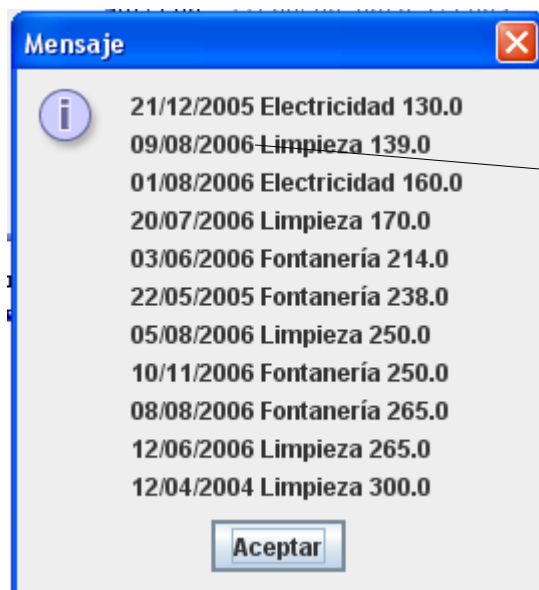 Mensaje
21/12/2005 Electricidad 130.0
09/08/2006 Limpieza 139.0
01/08/2006 Electricidad 160.0
20/07/2006 Limpieza 170.0
03/06/2006 Fontanería 214.0
22/05/2005 Fontanería 238.0
05/08/2006 Limpieza 250.0
10/11/2006 Fontanería 250.0
08/08/2006 Fontanería 265.0
12/06/2006 Limpieza 265.0
12/04/2004 Limpieza 300.0
Aceptar